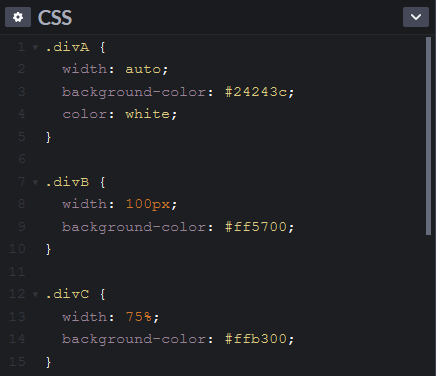 CSS
1 .divA {
2 width: auto;
3 background-color: #24243c;
4 color: white;
5 }
6
7 .divB {
8 width: 100px;
9 background-color: #ff5700;
10 }
11
12 .divC {
13 width: 75%;
14 background-color: #ffb300;
15 }